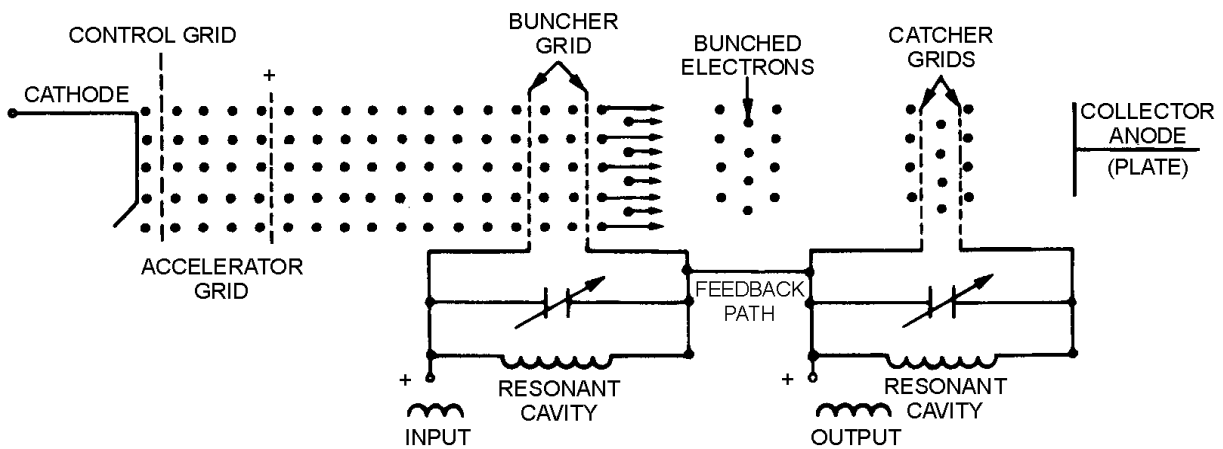 BUNCHER
GRID
CONTROL GRID
BUNCHED
ELECTRONS
CATCHER
GRIDS
+
CATHODE
COLLECTOR
ANODE
(PLATE)
ACCELERATOR
GRID
FEEDBACK
PATH
+
RESONANT
CAVITY
INPUT
+
RESONANT
CAVITY
OUTPUT